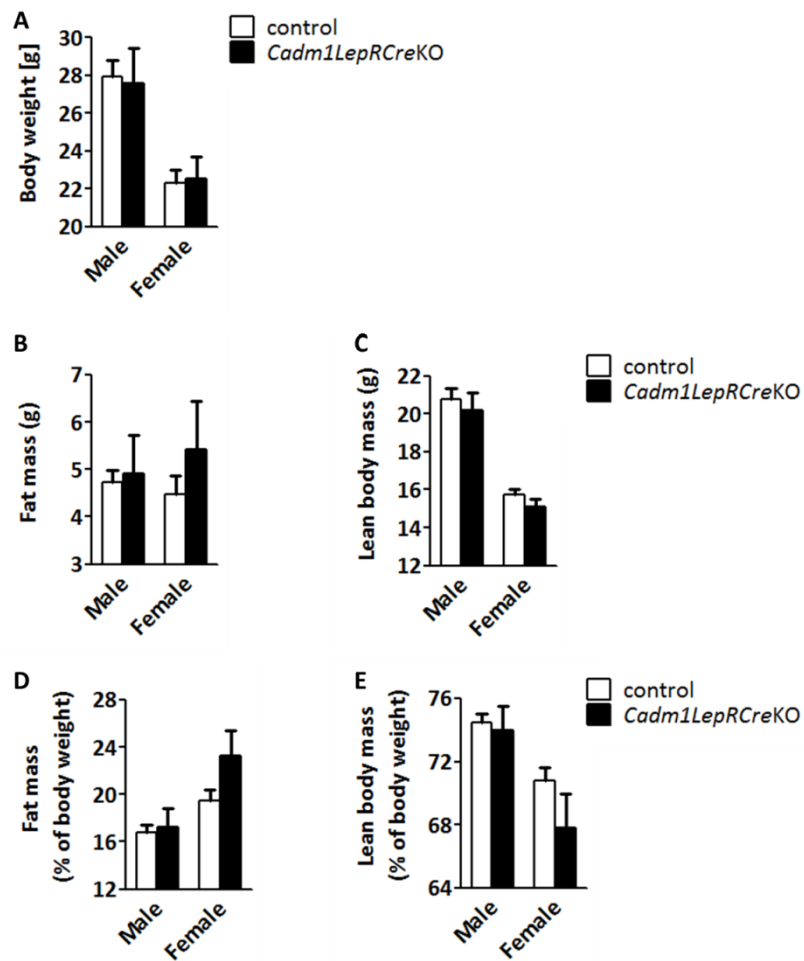 A
control
Cadm1LepRCreKO
Body weight [g]
30
28
26
24
22
20
Male
Female
B
Fat mass (g)
7
6
5
4
3
Male
Female
C
control
Cadm1LepRCreKO
Lean body mass (g)
22
20
18
16
14
12
Male
Female
D
Fat mass
(% of body weight)
28
24
20
16
12
Male
Female
E
control
Cadm1LepRCreKO
Lean body mass
(% of body weight)
76
72
68
64
Male
Female